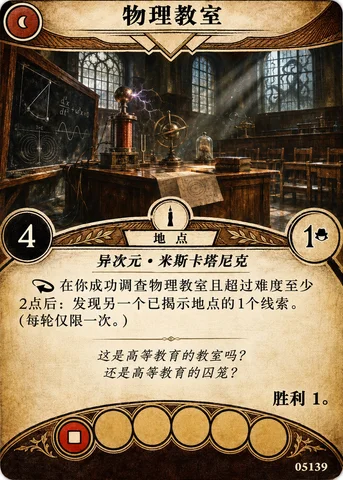 物理教室
4
地点
1
异次元·米斯卡塔尼克
在你成功调查物理教室且超过难度至少
2点后：发现另一个已揭示地点的1个线索。
（每轮仅限一次。）
这是高等教育的教室吗？
还是高等教育的囚笼？
胜利 1。
05139